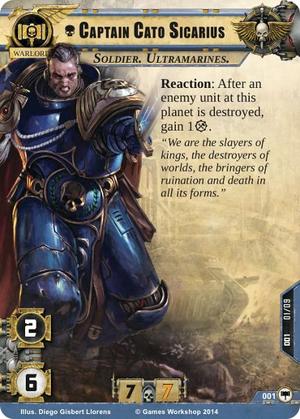 WARLORD
CAPTAIN CATO SICARIUS
SOLDIER. ULTRAMARINES.
Reaction: After an
enemy unit at this
planet is destroyed,
gain 1.
“We are the slayers of
kings, the destroyers of
worlds, the bringers of
ruination and death in
all its forms.”
2
6
7 7
001 01/09
001
Illus. Diego Gisbert Llorens
© Games Workshop 2014